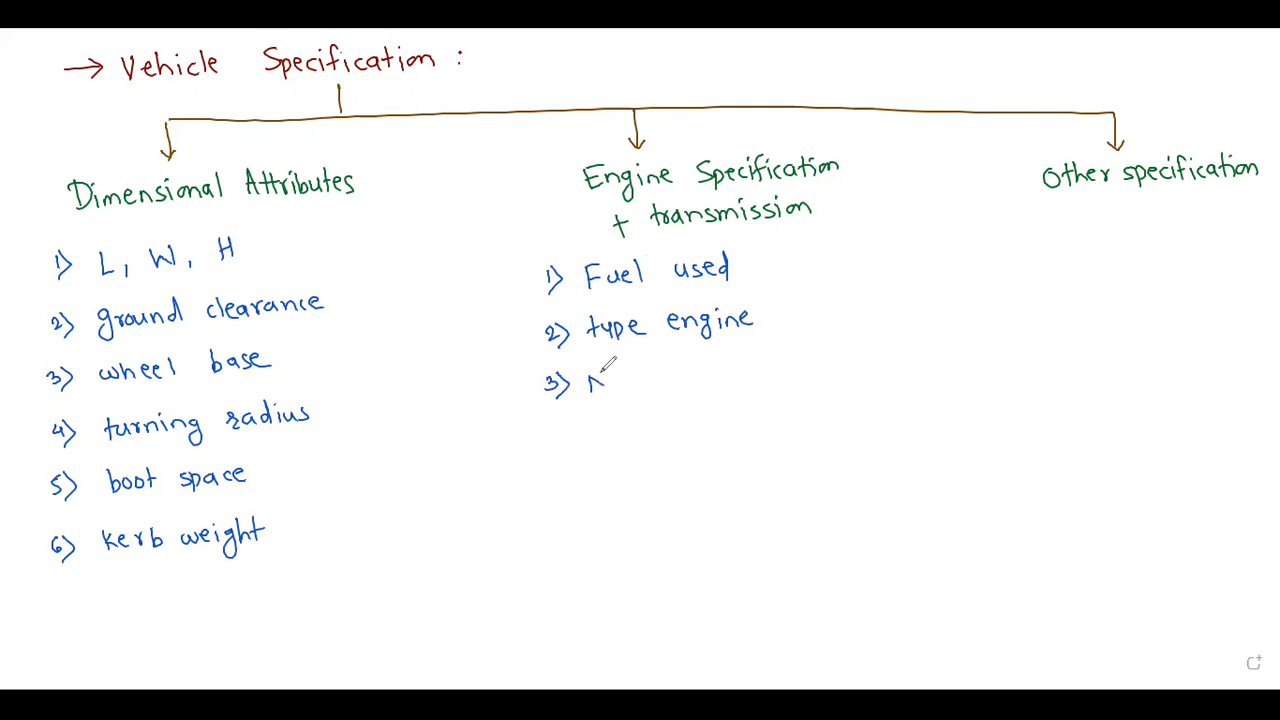 → Vehicle Specification :
Dimensional Attributes
1) L, W, H
2) ground clearance
3) wheel base
4) turning radius
5) boot space
6) kerb weight
Engine Specification
+ transmission
1) Fuel used
2) type engine
3)
Other specification